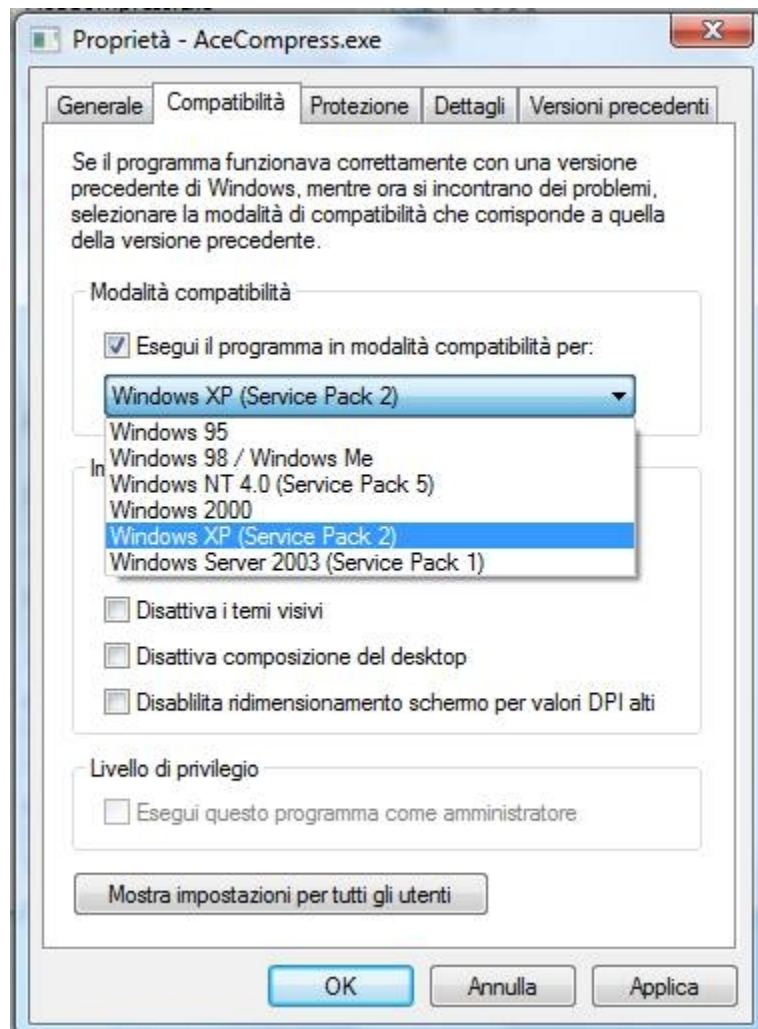 Proprietà - AceCompress.exe
Generale Compatibilità Protezione Dettagli Versioni precedenti
Se il programma funzionava correttamente con una versione
precedente di Windows, mentre ora si incontrano dei problemi,
selezionare la modalità di compatibilità che corrisponde a quella
della versione precedente.
Modalità compatibilità
Esegui il programma in modalità compatibilità per:
Windows XP (Service Pack 2)
Windows 95
Windows 98 / Windows Me
Windows NT 4.0 (Service Pack 5)
Windows 2000
Windows XP (Service Pack 2)
Windows Server 2003 (Service Pack 1)
Disattiva i temi visivi
Disattiva composizione del desktop
Disablilita ridimensionamento schermo per valori DPI alti
Livello di privilegio
Esegui questo programma come amministratore
Mostra impostazioni per tutti gli utenti
OK Annulla Applica